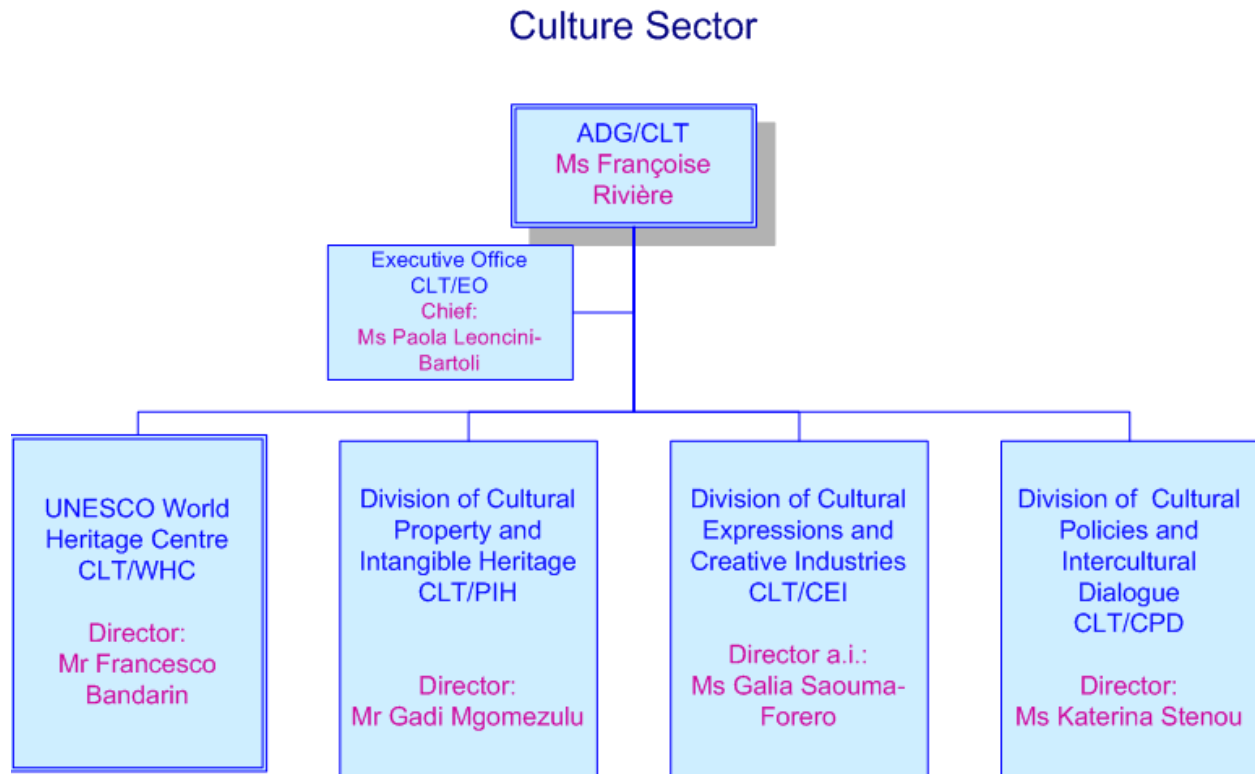 Culture Sector
ADG/CLT
Ms Françoise
Rivière
Executive Office
CLT/EO
Chief:
Ms Paola Leoncini-
Bartoli
UNESCO World
Heritage Centre
CLT/WHC
Director:
Mr Francesco
Bandarin
Division of Cultural
Property and
Intangible Heritage
CLT/PIH
Director:
Mr Gadi Mgomezulu
Division of Cultural
Expressions and
Creative Industries
CLT/CEI
Director a.i.:
Ms Galia Saouma-
Forero
Division of  Cultural
Policies and
Intercultural
Dialogue
CLT/CPD
Director:
Ms Katerina Stenou